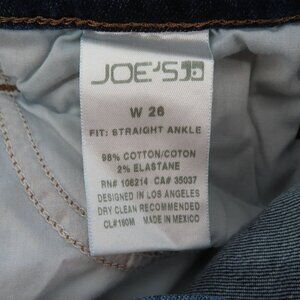 JOE'S
W 26
FIT: STRAIGHT ANKLE
98% COTTON/COTON
2% ELASTANE
RN# 106214 CA# 35037
DESIGNED IN LOS ANGELES
DRY CLEAN RECOMMENDED
CL#160M MADE IN MEXICO